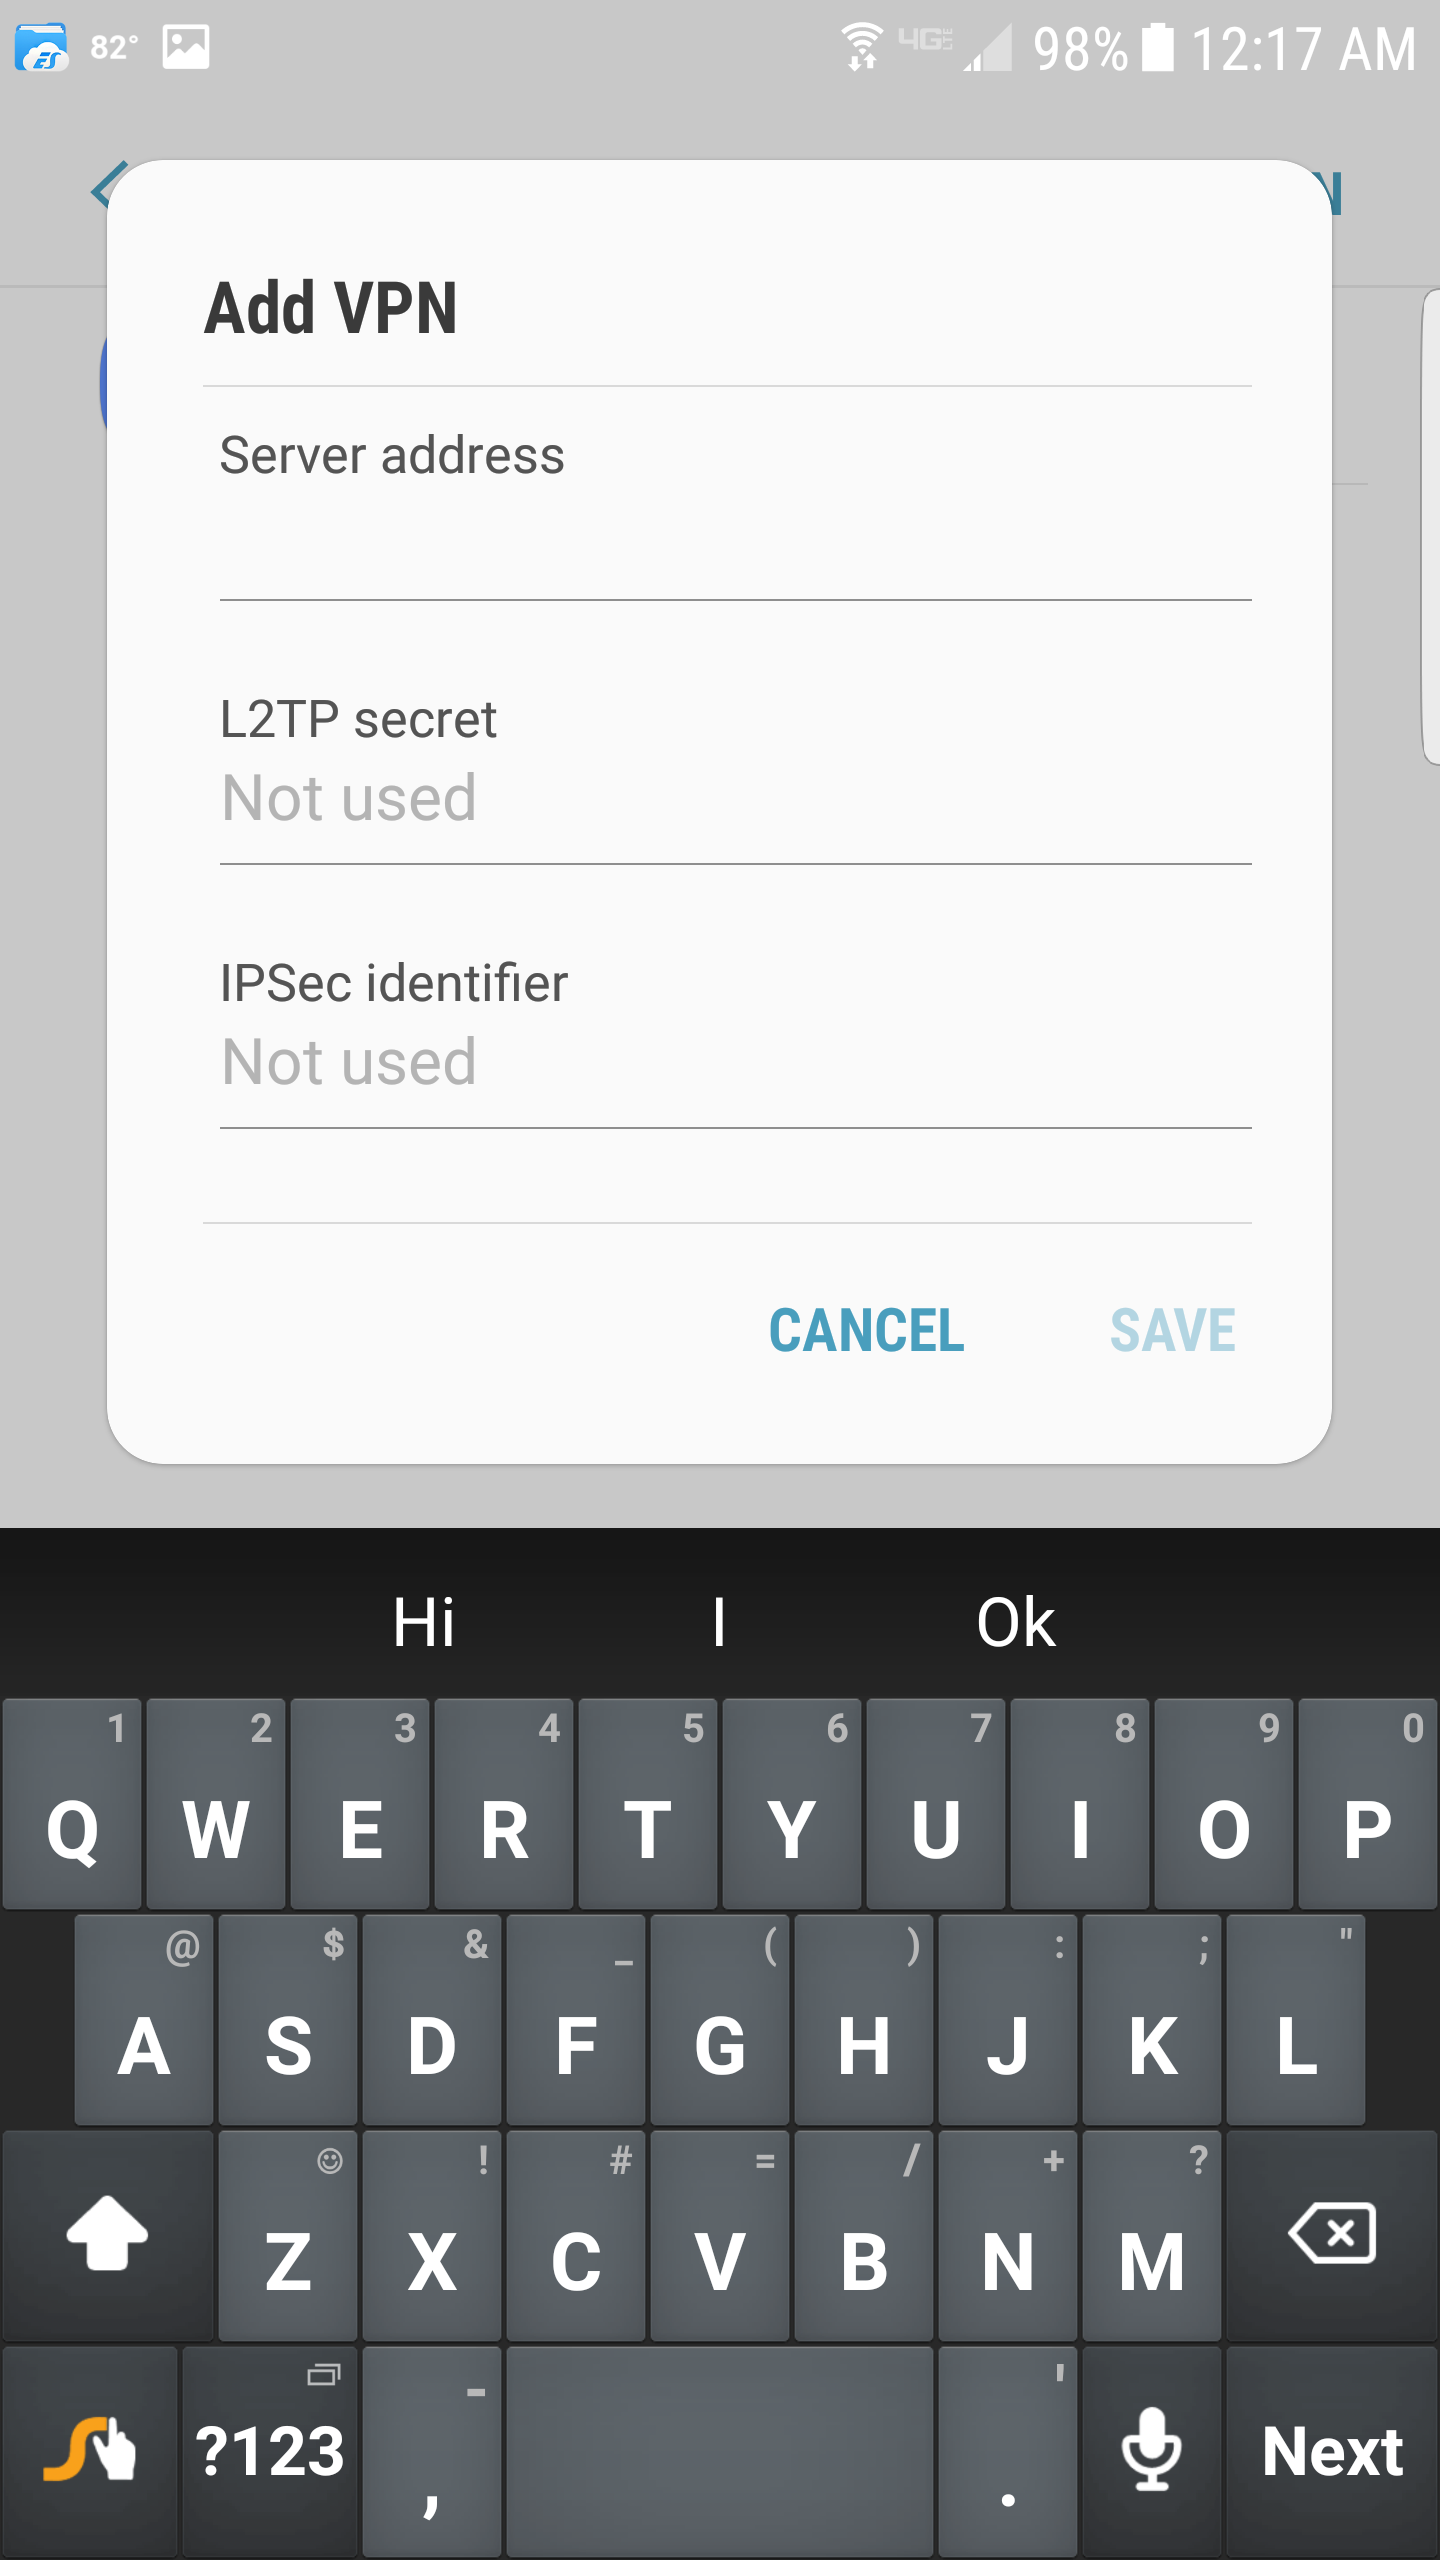 82° 4G LTE 98% 12:17 AM
N
Add VPN
Server address
L2TP secret
Not used
IPSec identifier
Not used
CANCEL SAVE
Hi I Ok
1 2 3 4 5 6 7 8 9 0
Q W E R T Y U I O P
@ $ & _ ( ) : ; "
A S D F G H J K L
! # = / + ?
Z X C V B N M
- '
?123 , . Next